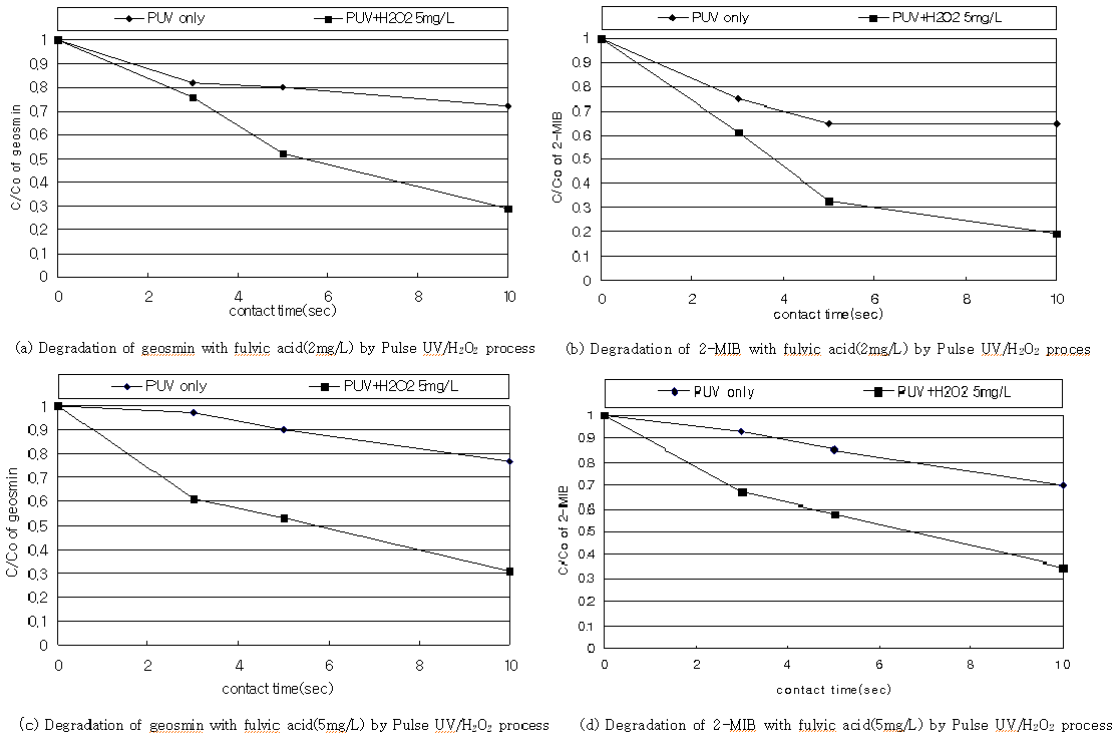 PUV only PUV+H2O2 5mg/L
1
0.9
0.8
0.7
0.6
0.5
0.4
0.3
0.2
0.1
0
C/Co of geosmin
0 2 4 6 8 10
contact time(sec)
(a) Degradation of geosmin with fulvic acid(2mg/L) by Pulse UV/H₂O₂ process
PUV only PUV+H2O2 5mg/L
1
0.9
0.8
0.7
0.6
0.5
0.4
0.3
0.2
0.1
0
C/Co of 2-MIB
0 2 4 6 8 10
contact time(sec)
(b) Degradation of 2-MIB with fulvic acid(2mg/L) by Pulse UV/H₂O₂ proces
PUV only PUV+H2O2 5mg/L
1
0.9
0.8
0.7
0.6
0.5
0.4
0.3
0.2
0.1
0
C/Co of geosmin
0 2 4 6 8 10
contact time(sec)
(c) Degradation of geosmin with fulvic acid(5mg/L) by Pulse UV/H₂O₂ process
PUV only PUV+H2O2 5mg/L
1
0.9
0.8
0.7
0.6
0.5
0.4
0.3
0.2
0.1
0
C/Co of 2-MIB
0 2 4 6 8 10
contact time(sec)
(d) Degradation of 2-MIB with fulvic acid(5mg/L) by Pulse UV/H₂O₂ process